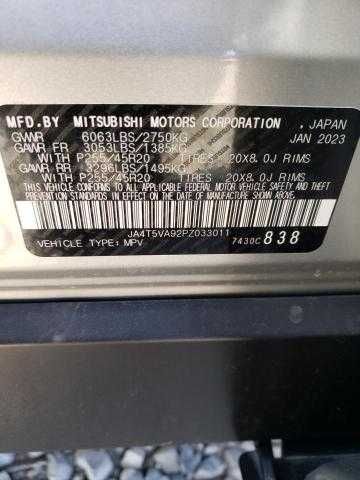 MFD.BY MITSUBISHI MOTORS CORPORATION , JAPAN
GVWR 6063LBS/2750KG JAN 2023
GAWR FR 3053LBS/1385KG
WITH P255/45R20 TIRES 20X8.0J RIMS
GAWR RR 3296LBS/1495KG
WITH P255/45R20 TIRES 20X8.0J RIMS
THIS VEHICLE CONFORMS TO ALL APPLICABLE
FEDERAL MOTOR VEHICLE SAFETY STANDARDS IN
EFFECT ON THE DATE OF MANUFACTURE SHOWN ABOVE.
JA4T5VA92PZ033011
VEHICLE TYPE: MPV 7430C 838